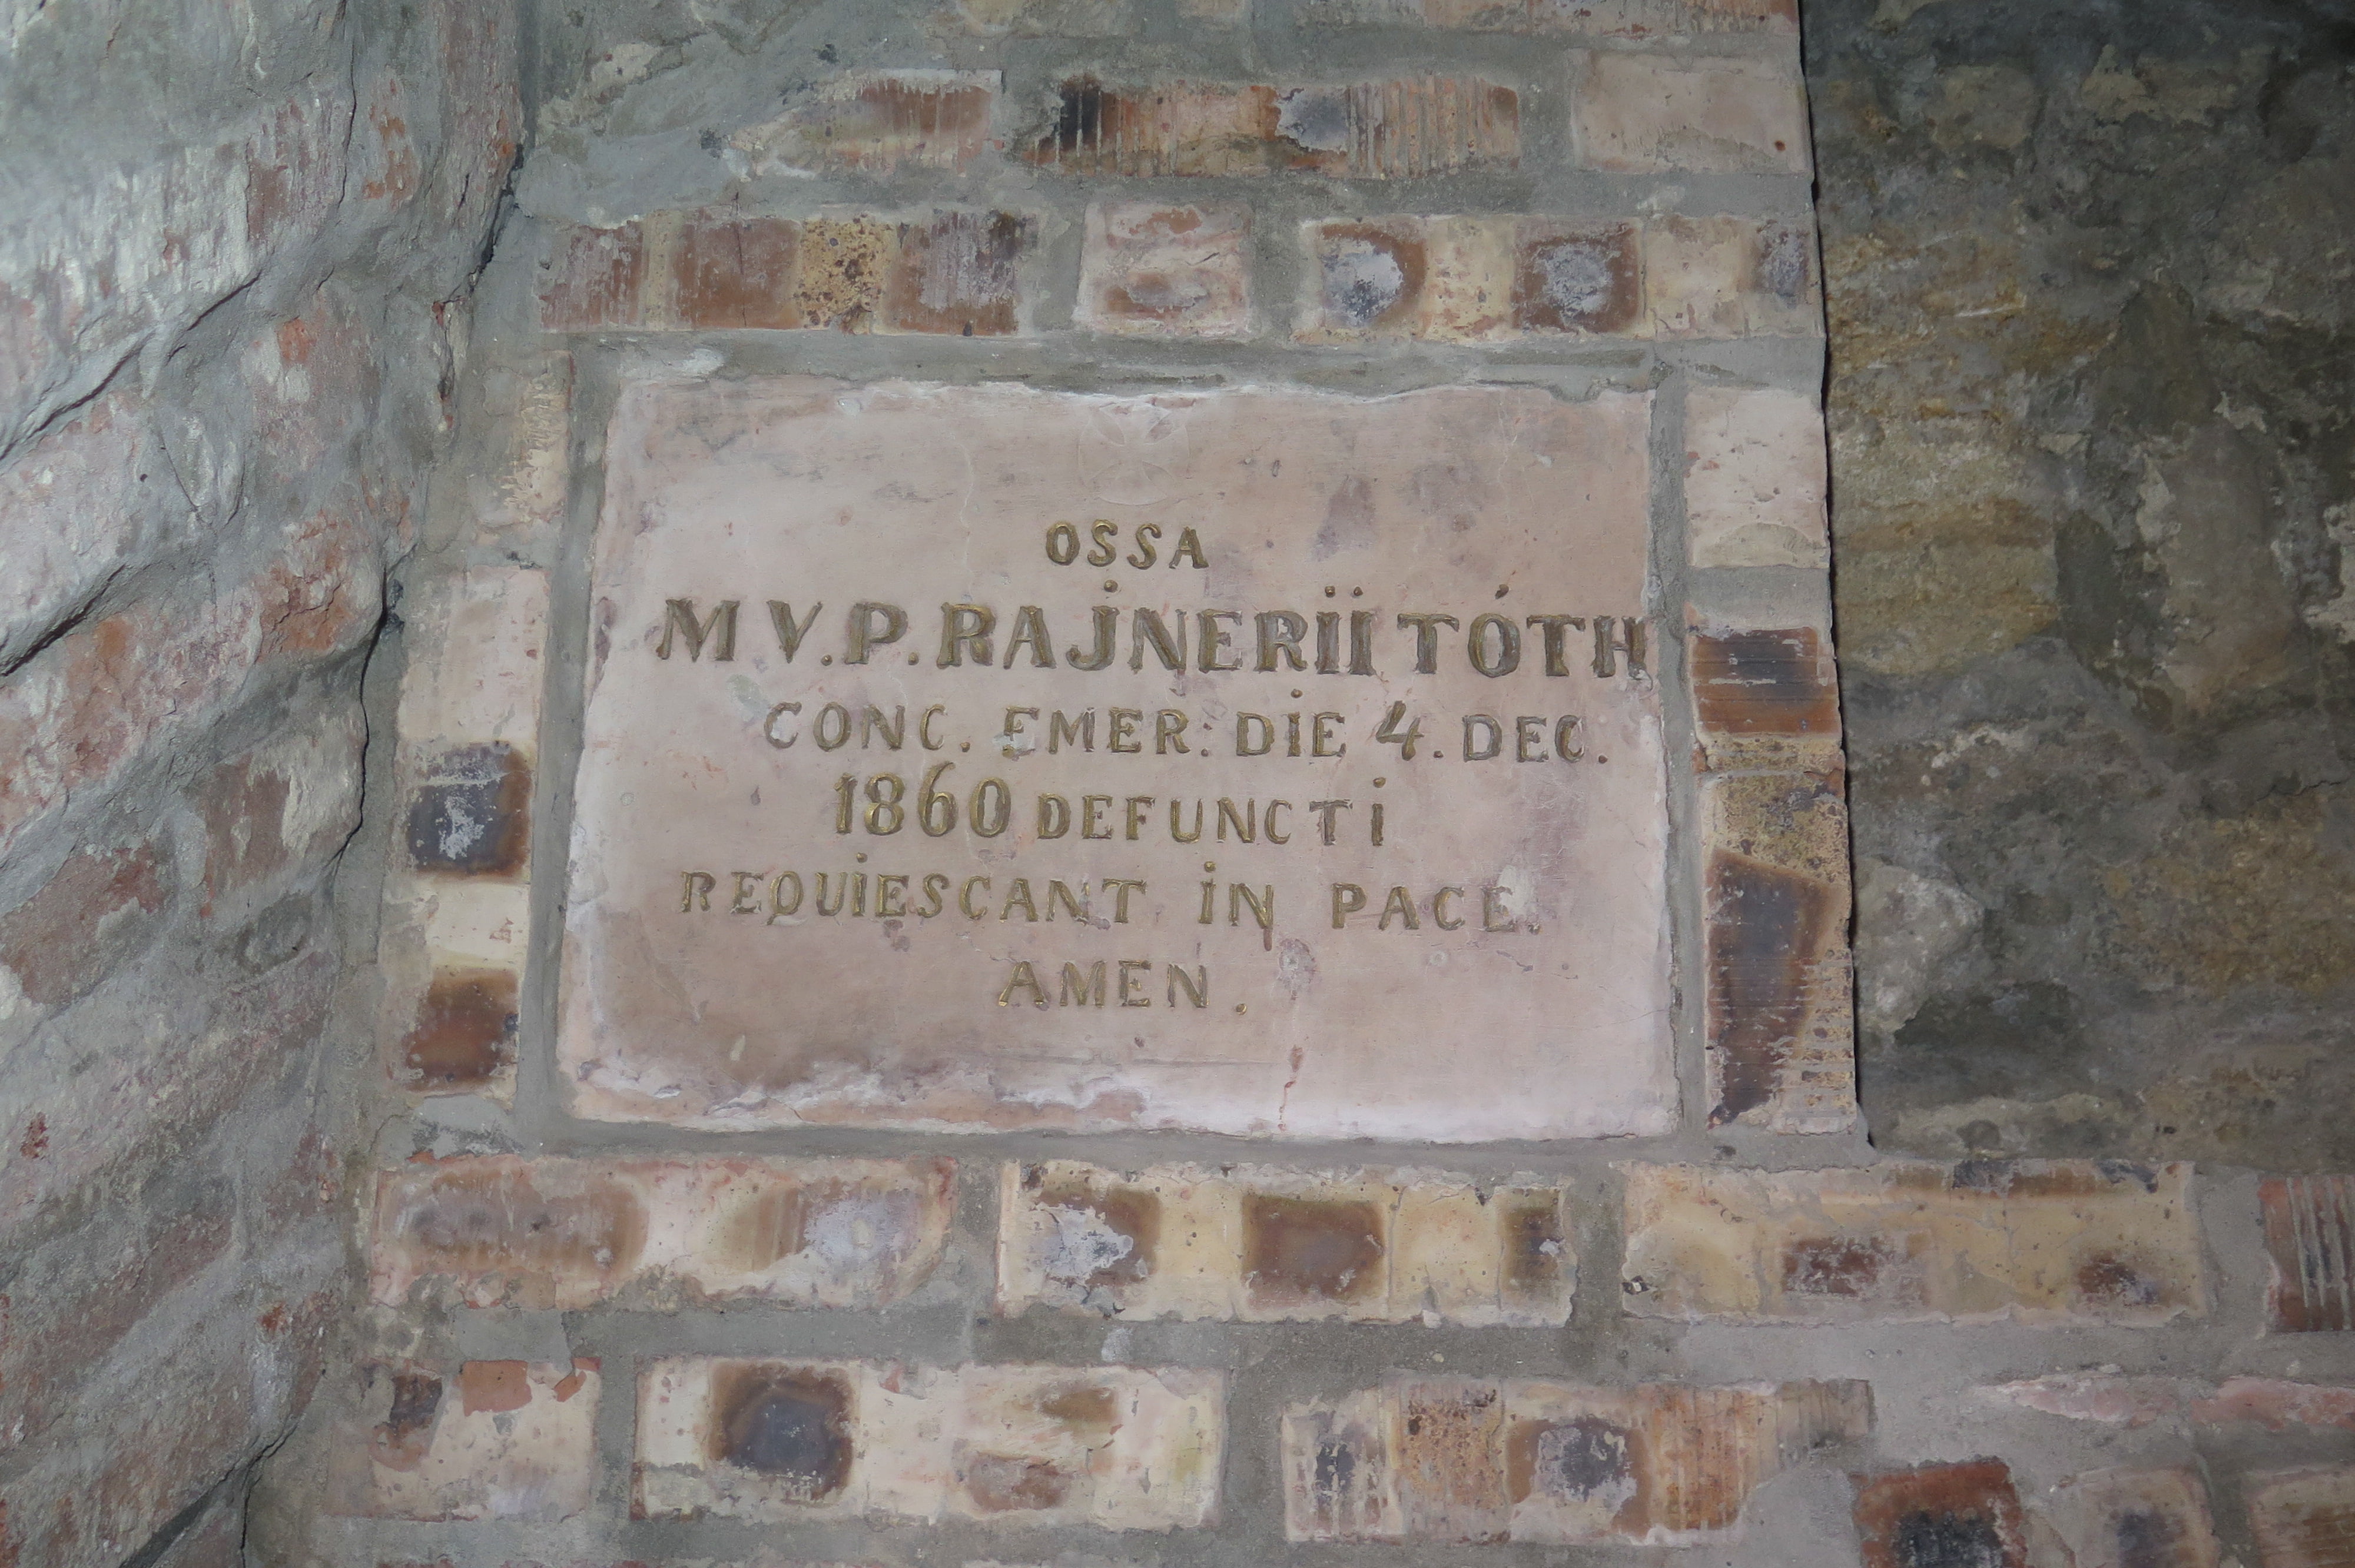 OSSA
M V.P. RAJNERII TÓTH
CONC. EMER: DIE 4. DEC.
1860 DEFUNCTI
REQUIESCANT IN PACE.
AMEN.